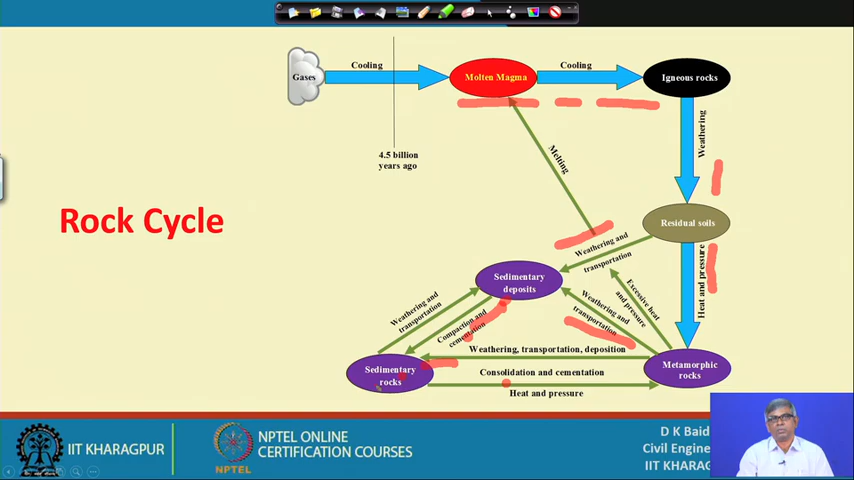 Cooling
Cooling
Gases
Molten Magma
Igneous rocks
Weathering
4.5 billion
years ago
Melting
Rock Cycle
Residual soils
Weathering and
transportation
Heat and pressure
Sedimentary
deposits
Excessive heat
and pressure
Weathering and
transportation
Weathering and
transportation
Compaction and
cementation
Weathering, transportation, deposition
Sedimentary
rocks
Consolidation and cementation
Metamorphic
rocks
Heat and pressure
IIT KHARAGPUR
NPTEL
NPTEL ONLINE
CERTIFICATION COURSES
D K Baid
Civil Engine
IIT KHARAG